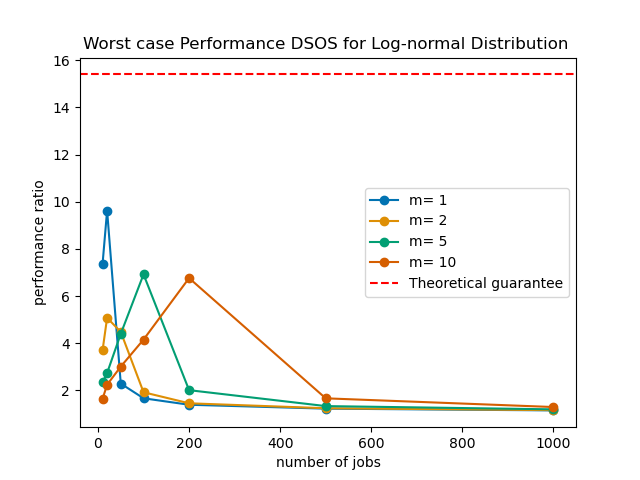 Worst case Performance DSOS for Log-normal Distribution
performance ratio
16
14
12
10
8
6
4
2
m= 1
m= 2
m= 5
m= 10
Theoretical guarantee
0
200
400
600
800
1000
number of jobs